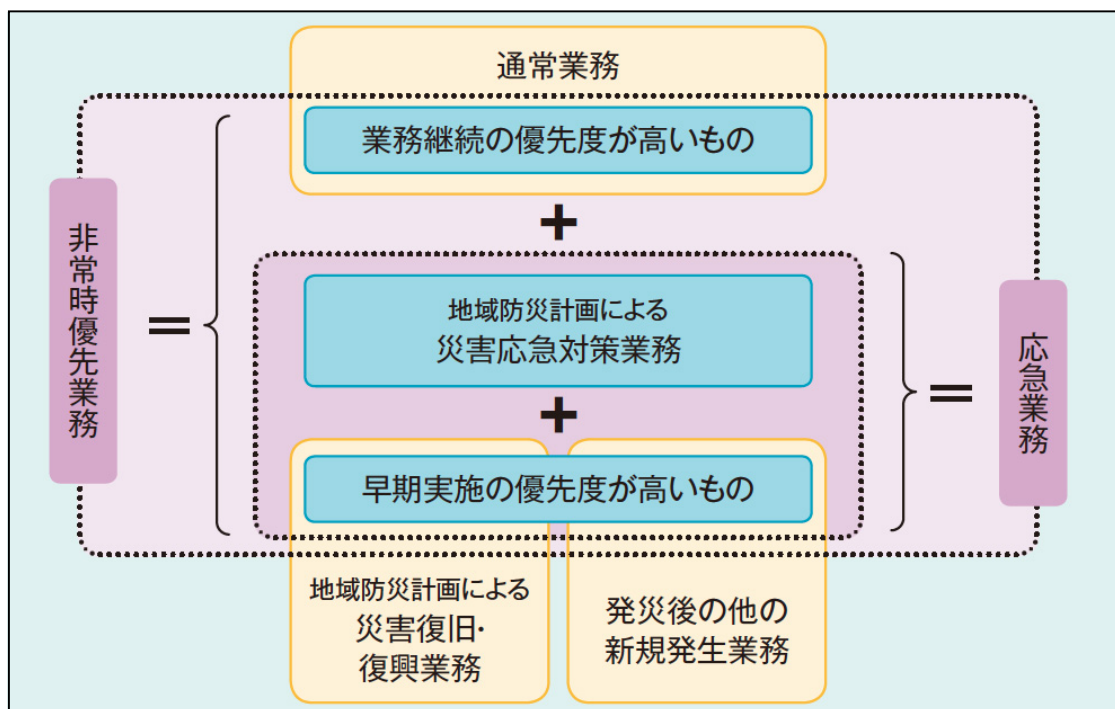 通常業務
業務継続の優先度が高いもの
+
非常時優先業務
=
地域防災計画による
災害応急対策業務
=
応急業務
+
早期実施の優先度が高いもの
地域防災計画による
災害復旧・
復興業務
発災後の他の
新規発生業務